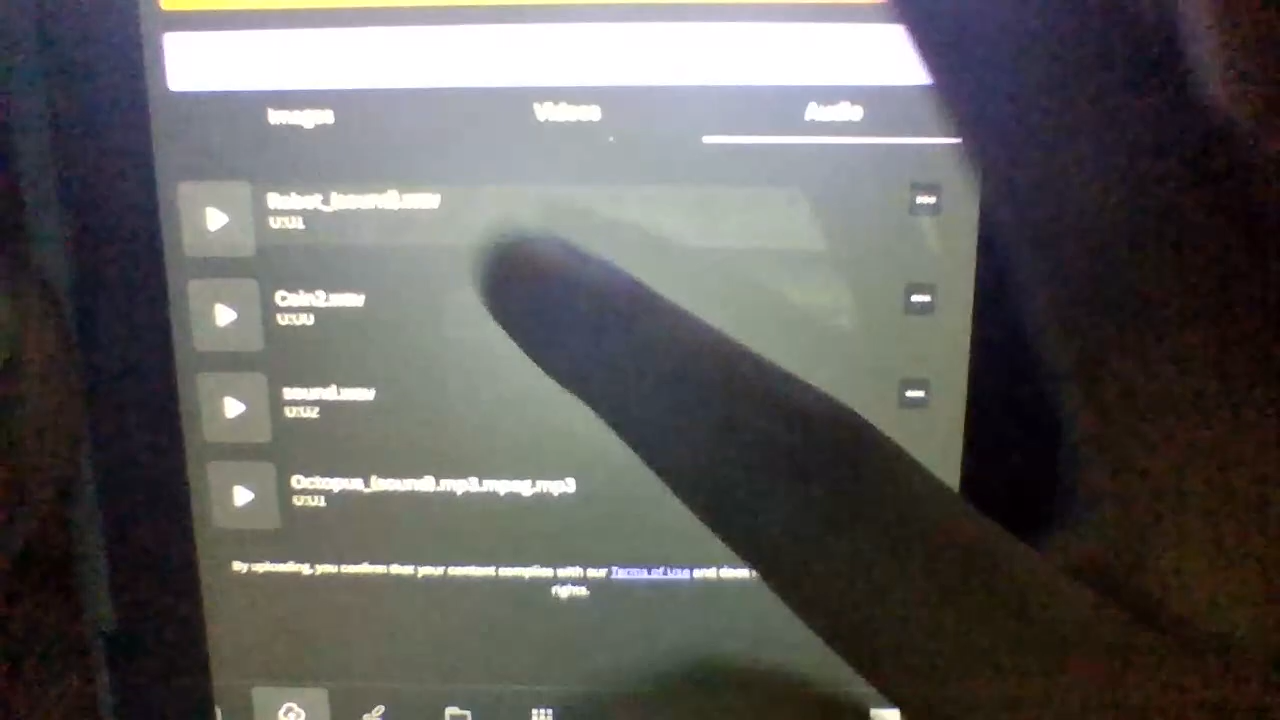 Images
Videos
Audio
Robot_(sound).wav
0:01
Coin2.wav
0:00
sound.wav
0:02
Octopus_(sound).mp3.mpeg.mp3
0:01
By uploading, you confirm that your content complies with our Terms of Use and does
rights.